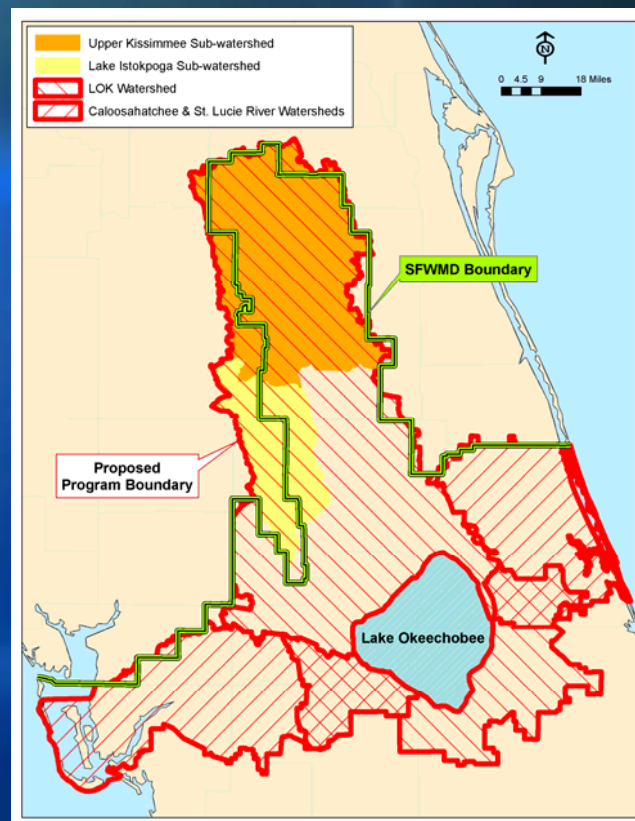 Upper Kissimmee Sub-watershed
Lake Istokpoga Sub-watershed
LOK Watershed
Caloosahatchee & St. Lucie River Watersheds
N
0 4.5 9 18 Miles
SFWMD Boundary
Proposed
Program Boundary
Lake Okeechobee